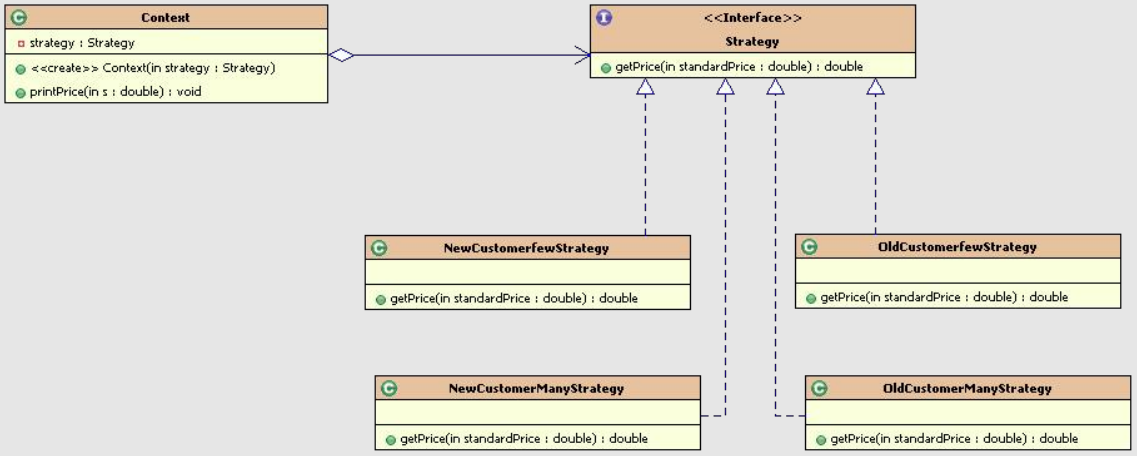 Context
strategy : Strategy
<<create>> Context(in strategy : Strategy)
printPrice(in s : double) : void
<<Interface>>
Strategy
getPrice(in standardPrice : double) : double
NewCustomerfewStrategy
getPrice(in standardPrice : double) : double
OldCustomerfewStrategy
getPrice(in standardPrice : double) : double
NewCustomerManyStrategy
getPrice(in standardPrice : double) : double
OldCustomerManyStrategy
getPrice(in standardPrice : double) : double